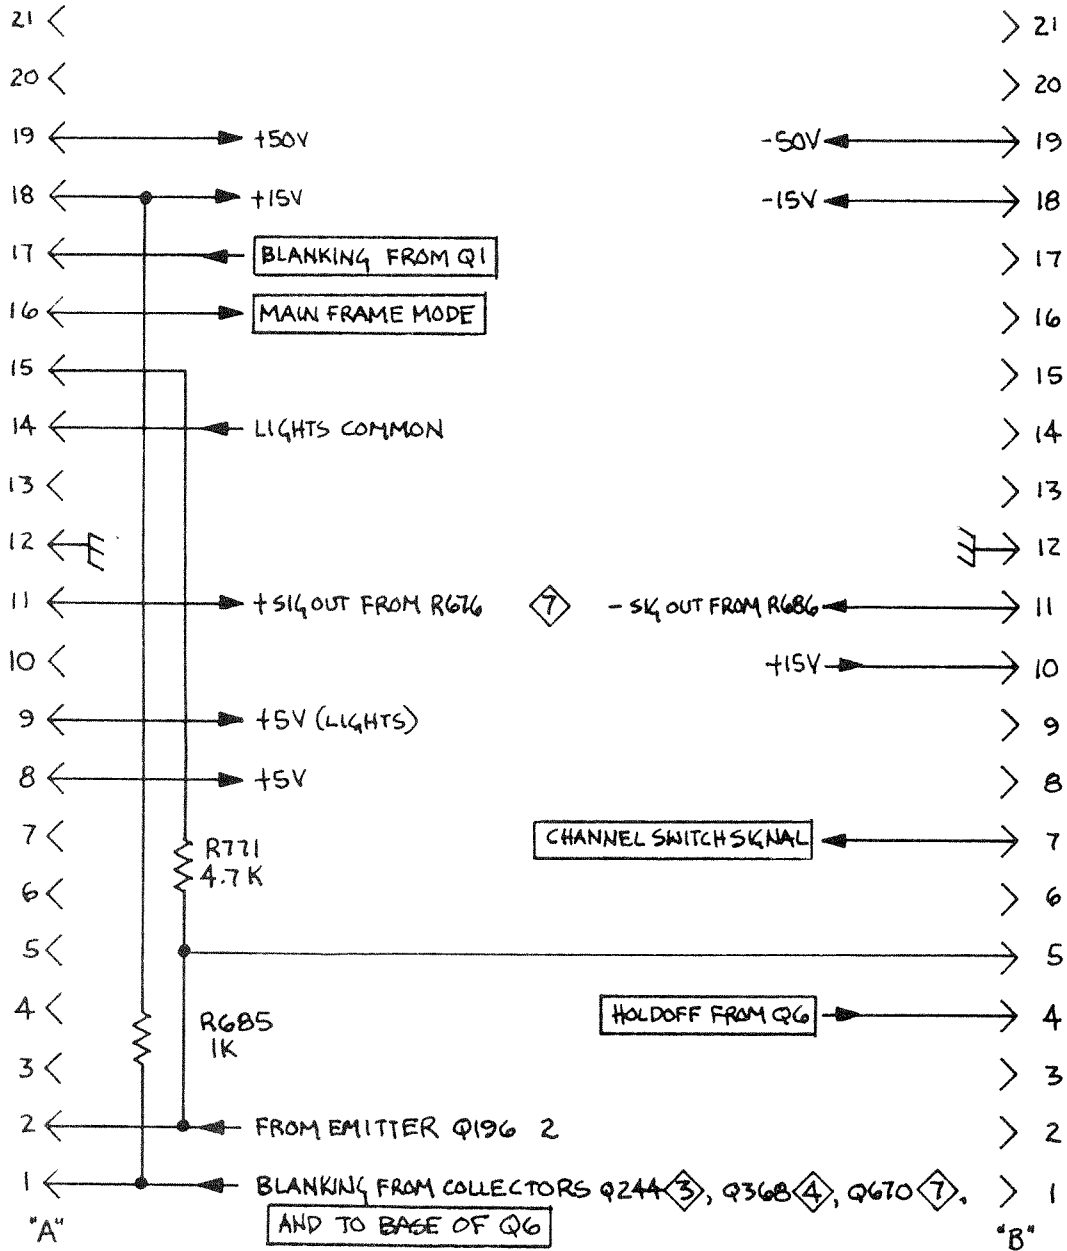 21 21
20 20
19 +50V -50V 19
18 +15V -15V 18
17 BLANKING FROM Q1 17
16 MAIN FRAME MODE 16
15 15
14 LIGHTS COMMON 14
13 13
12 12
11 +SIG OUT FROM R676 7 -SIG OUT FROM R686 11
10 +15V 10
9 +5V (LIGHTS) 9
8 +5V 8
7 CHANNEL SWITCH SIGNAL 7
R771
4.7K
6 6
5 5
4 HOLDOFF FROM Q6 4
R685
1K
3 3
2 FROM EMITTER Q196 2 2
1 BLANKING FROM COLLECTORS Q244 3, Q368 4, Q670 7. 1
AND TO BASE OF Q6
"A" "B"